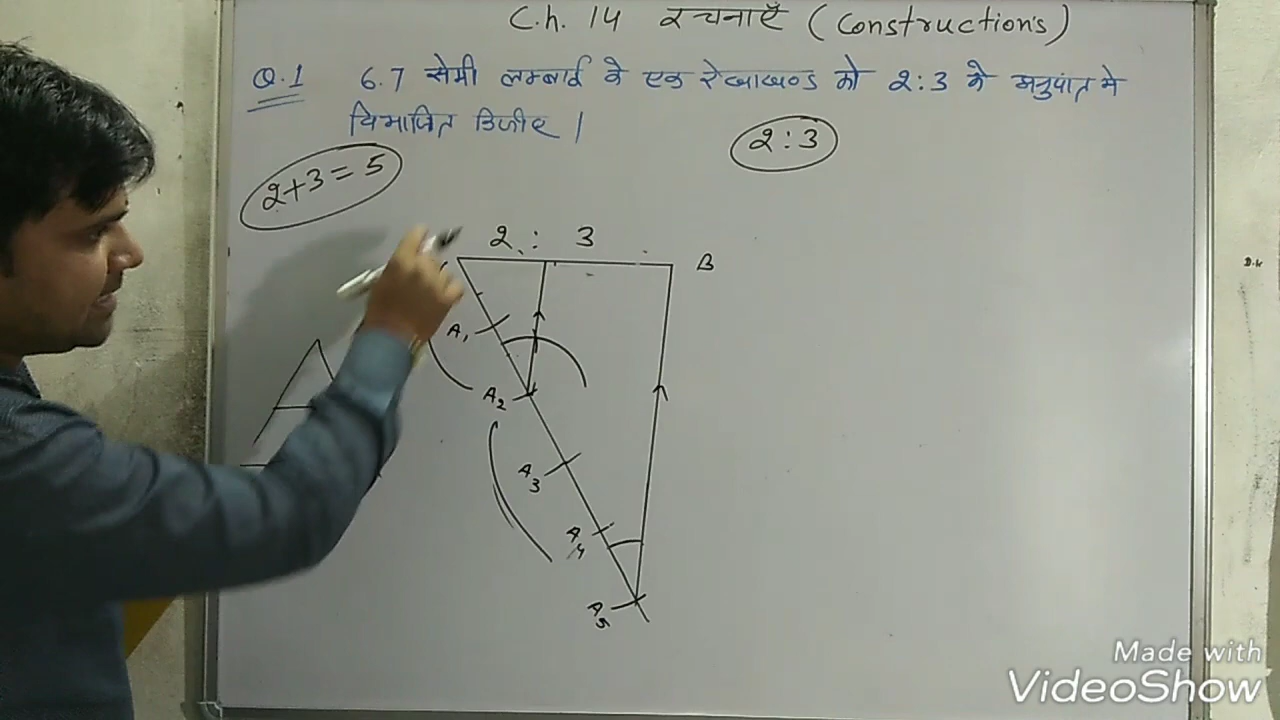 Ch. 14 रचनाएँ (Constructions)
Q.1 6.7 सेमी लम्बाई के एक रेखाखण्ड को 2:3 के अनुपात मे
विभाजित किजीए |
2:3
2+3=5
2 : 3
B
A1
A2
A3
A4
A5
Made with
VideoShow